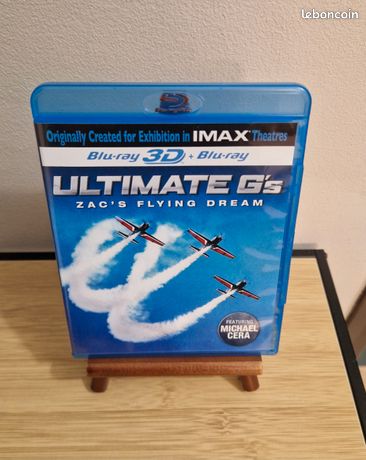 leboncoin
Originally Created for Exhibition in IMAX Theatres
Blu-ray 3D + Blu-ray
ULTIMATE G's
ZAC'S FLYING DREAM
FEATURING
MICHAEL
CERA